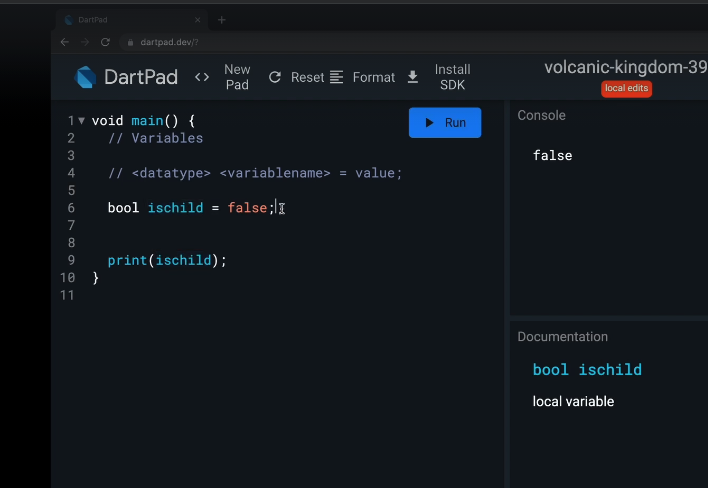 DartPad
dartpad.dev/?
DartPad
<> New Pad
Reset
Format
Install SDK
volcanic-kingdom-39
local edits
Run
1 void main() {
2 // Variables
3
4 // <datatype> <variablename> = value;
5
6 bool ischild = false;
7
8
9 print(ischild);
10 }
11
Console
false
Documentation
bool ischild
local variable